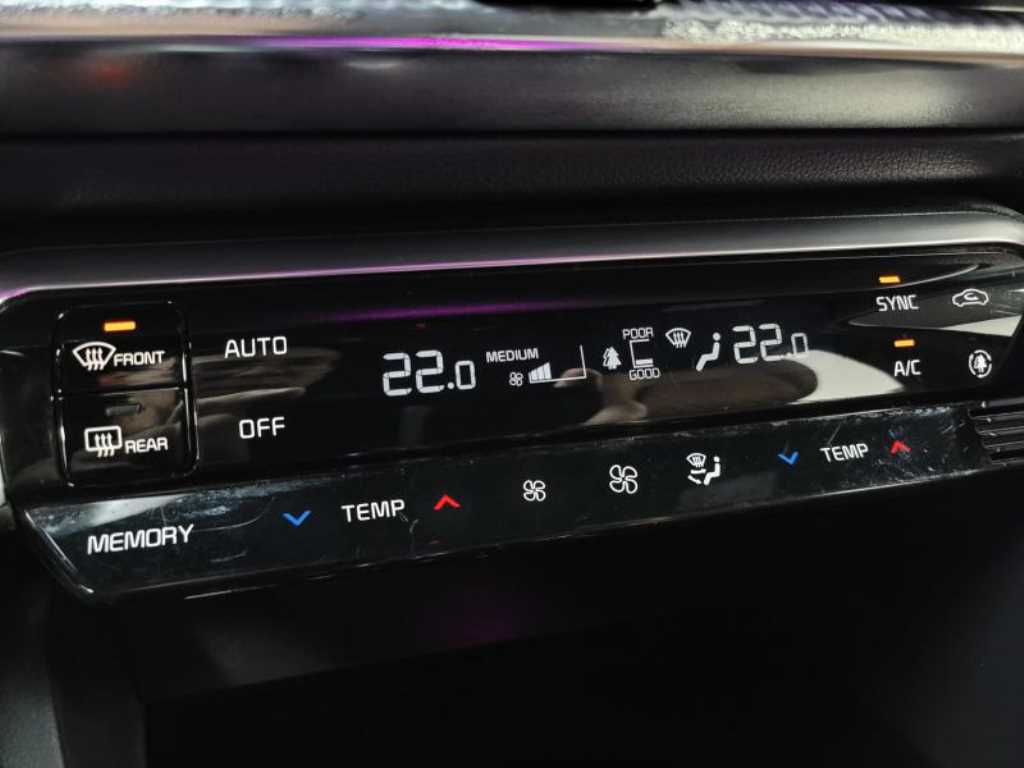 FRONT
REAR
AUTO
OFF
22.0
MEDIUM
POOR
GOOD
22.0
SYNC
A/C
MEMORY
TEMP
TEMP